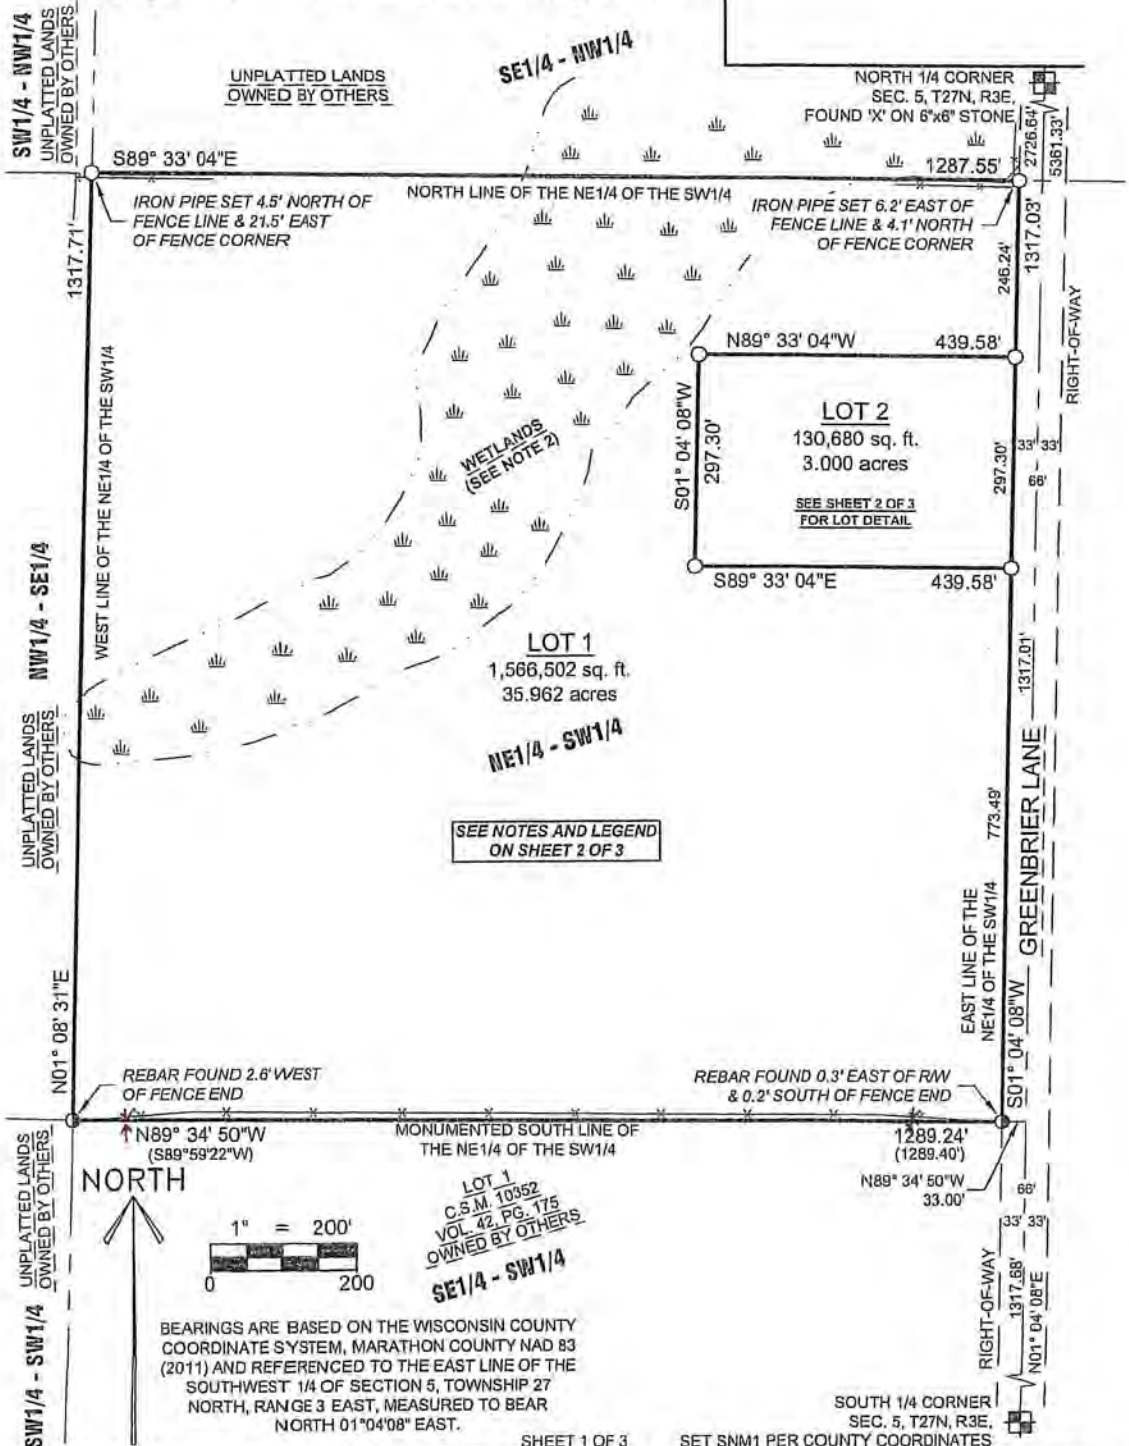 SW1/4 - NW1/4
UNPLATTED LANDS
OWNED BY OTHERS
UNPLATTED LANDS
OWNED BY OTHERS
SE1/4 - NW1/4
NORTH 1/4 CORNER
SEC. 5, T27N, R3E,
FOUND 'X' ON 6"x6" STONE
2726.64'
5361.33'
S89° 33' 04"E
1287.55'
NORTH LINE OF THE NE1/4 OF THE SW1/4
IRON PIPE SET 4.5' NORTH OF
FENCE LINE & 21.5' EAST
OF FENCE CORNER
IRON PIPE SET 6.2' EAST OF
FENCE LINE & 4.1' NORTH
OF FENCE CORNER
1317.71'
1317.03'
246.24'
RIGHT-OF-WAY
N89° 33' 04"W
439.58'
WEST LINE OF THE NE1/4 OF THE SW1/4
S01° 04' 08"W
297.30'
LOT 2
130,680 sq. ft.
3.000 acres
SEE SHEET 2 OF 3
FOR LOT DETAIL
297.30'
33' 33'
66'
WETLANDS
(SEE NOTE 2)
S89° 33' 04"E
439.58'
NW1/4 - SE1/4
LOT 1
1,566,502 sq. ft.
35.962 acres
NE1/4 - SW1/4
1317.01'
UNPLATTED LANDS
OWNED BY OTHERS
SEE NOTES AND LEGEND
ON SHEET 2 OF 3
773.49'
GREENBRIER LANE
EAST LINE OF THE
NE1/4 OF THE SW1/4
N01° 08' 31"E
S01° 04' 08"W
REBAR FOUND 2.6' WEST
OF FENCE END
REBAR FOUND 0.3' EAST OF R/W
& 0.2' SOUTH OF FENCE END
N89° 34' 50"W
(S89°59'22"W)
MONUMENTED SOUTH LINE OF
THE NE1/4 OF THE SW1/4
1289.24'
(1289.40')
N89° 34' 50"W
33.00'
UNPLATTED LANDS
OWNED BY OTHERS
NORTH
1" = 200'
0 200
LOT 1
C.S.M. 10352
VOL. 42, PG. 175
OWNED BY OTHERS
SE1/4 - SW1/4
66'
33' 33'
RIGHT-OF-WAY
1317.68'
N01° 04' 08"E
SW1/4 - SW1/4
BEARINGS ARE BASED ON THE WISCONSIN COUNTY
COORDINATE SYSTEM, MARATHON COUNTY NAD 83
(2011) AND REFERENCED TO THE EAST LINE OF THE
SOUTHWEST 1/4 OF SECTION 5, TOWNSHIP 27
NORTH, RANGE 3 EAST, MEASURED TO BEAR
NORTH 01°04'08" EAST.
SOUTH 1/4 CORNER
SEC. 5, T27N, R3E,
SET SNM1 PER COUNTY COORDINATES
SHEET 1 OF 3